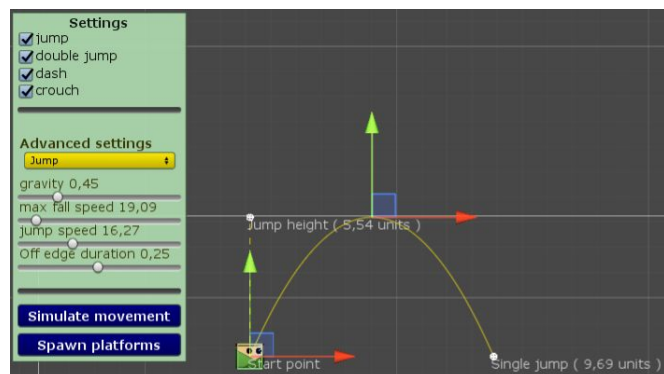 Settings
jump
double jump
dash
crouch
Advanced settings
Jump
gravity 0,45
max fall speed 19,09
jump speed 16,27
Off edge duration 0,25
Simulate movement
Spawn platforms
Jump height ( 5,54 units )
Start point
Single jump ( 9,69 units )